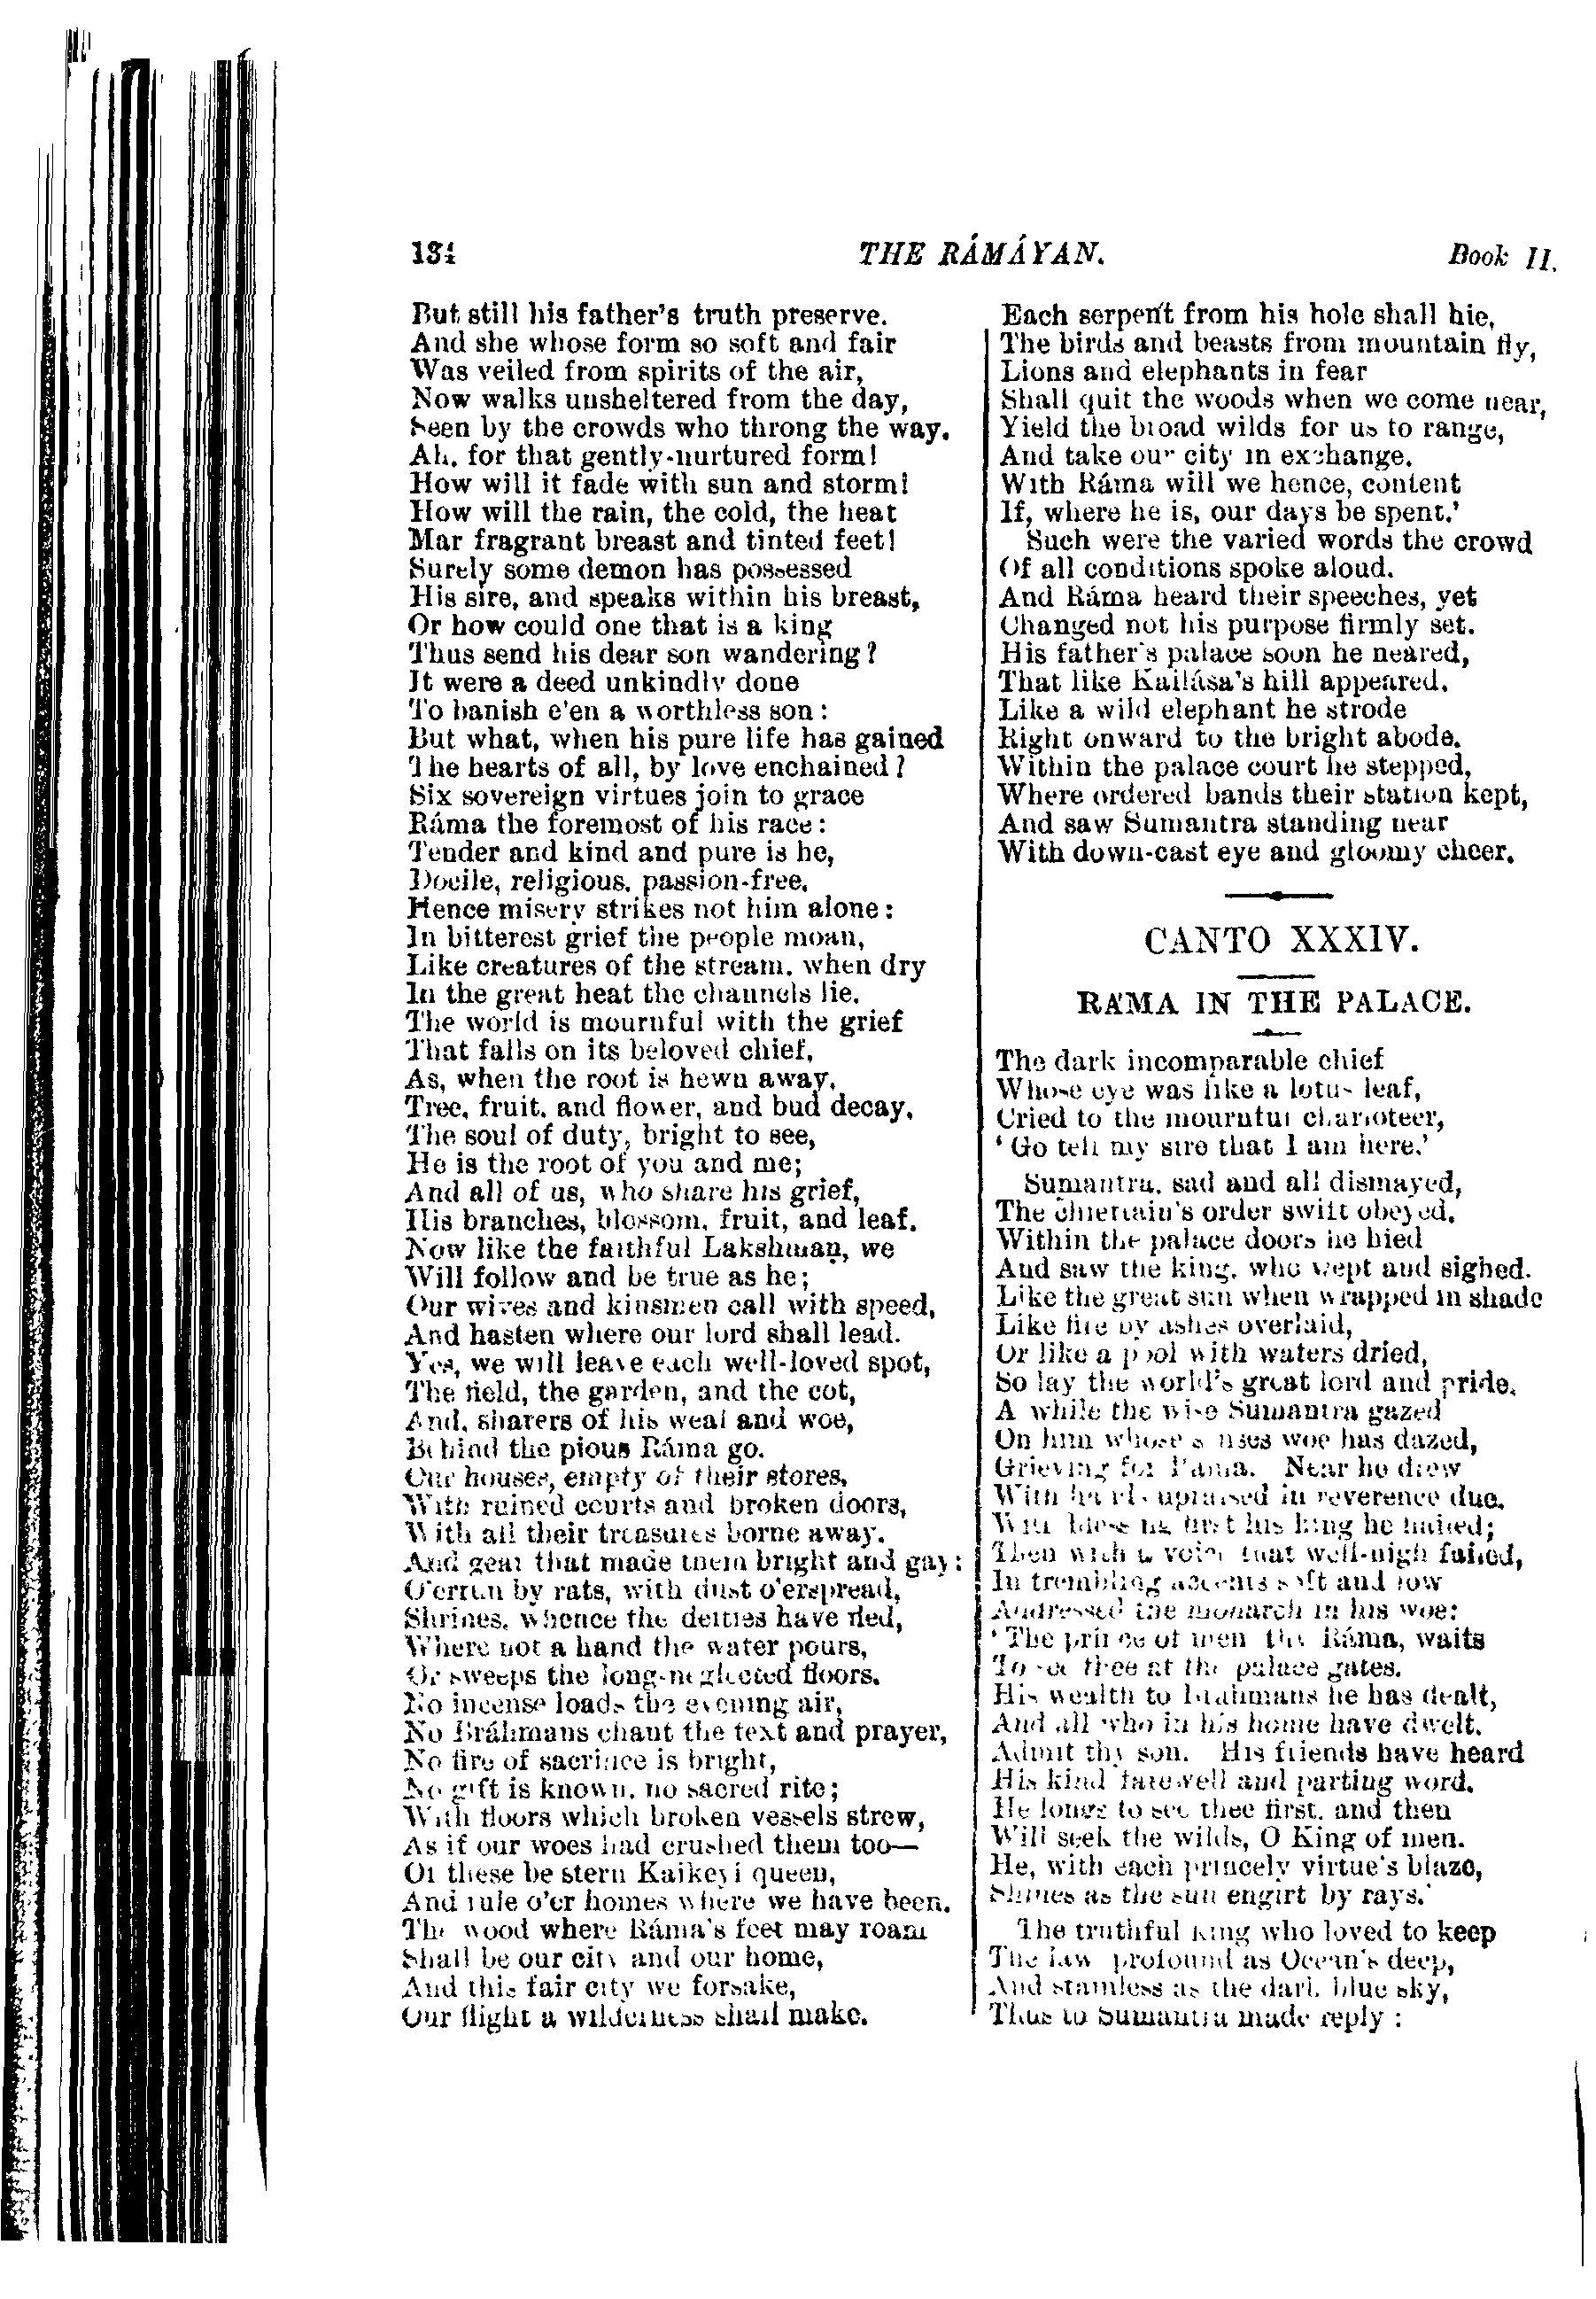 134 THE RÁMÁYAN. Book II.
But still his father's truth preserve.
And she whose form so soft and fair
Was veiled from spirits of the air,
Now walks unsheltered from the day,
Seen by the crowds who throng the way.
Ah, for that gently-nurtured form!
How will it fade with sun and storm!
How will the rain, the cold, the heat
Mar fragrant breast and tinted feet!
Surely some demon has possessed
His sire, and speaks within his breast,
Or how could one that is a king
Thus send his dear son wandering?
It were a deed unkindly done
To banish e'en a worthless son:
But what, when his pure life has gained
The hearts of all, by love enchained?
Six sovereign virtues join to grace
Ráma the foremost of his race:
Tender and kind and pure is he,
Docile, religious, passion-free.
Hence misery strikes not him alone:
In bitterest grief the people moan,
Like creatures of the stream, when dry
In the great heat the channels lie.
The world is mournful with the grief
That falls on its beloved chief,
As, when the root is hewn away,
Tree, fruit, and flower, and bud decay.
The soul of duty, bright to see,
He is the root of you and me;
And all of us, who share his grief,
His branches, blossom, fruit, and leaf.
Now like the faithful Lakshmaṇ, we
Will follow and be true as he;
Our wives and kinsmen call with speed,
And hasten where our lord shall lead.
Yes, we will leave each well-loved spot,
The field, the garden, and the cot,
And, sharers of his weal and woe,
Behind the pious Ráma go.
Our houses, empty of their stores,
With ruined courts and broken doors,
With all their treasures borne away.
And gear that made them bright and gay:
O'errun by rats, with dust o'erspread,
Shrines, whence the deities have fled,
Where not a hand the water pours,
Or sweeps the long-neglected floors.
No incense loads the evening air,
No Bráhmans chant the text and prayer,
No fire of sacrifice is bright,
No gift is known, no sacred rite;
With floors which broken vessels strew,
As if our woes had crushed them too—
Of these be stern Kaikeyi queen,
And rule o'er homes where we have been.
The wood where Ráma's feet may roam
Shall be our city and our home,
And this fair city we forsake,
Our flight a wilderness shall make.
Each serpent from his hole shall hie,
The birds and beasts from mountain fly,
Lions and elephants in fear
Shall quit the woods when we come near,
Yield the broad wilds for us to range,
And take our city in exchange.
With Ráma will we hence, content
If, where he is, our days be spent.'
Such were the varied words the crowd
Of all conditions spoke aloud.
And Ráma heard their speeches, yet
Changed not his purpose firmly set.
His father's palace soon he neared,
That like Kailása's hill appeared.
Like a wild elephant he strode
Right onward to the bright abode.
Within the palace court he stepped,
Where ordered bands their station kept,
And saw Sumantra standing near
With down-cast eye and gloomy cheer.
CANTO XXXIV.
RÁMA IN THE PALACE.
The dark incomparable chief
Whose eye was like a lotus leaf,
Cried to the mournful charioteer,
'Go tell my sire that I am here.'
Sumantra, sad and all dismayed,
The chieftain's order swift obeyed.
Within the palace doors he hied
And saw the king, who wept and sighed.
Like the great sun when wrapped in shade
Like fire by ashes overlaid,
Or like a pool with waters dried,
So lay the world's great lord and pride.
A while the wise Sumantra gazed
On him whose senses woe has dazed,
Grieving for Ráma. Near he drew
With hands upraised in reverence due.
With blessing first his king he hailed;
Then with a voice that well-nigh failed,
In trembling accents soft and low
Addressed the monarch in his woe:
'The prince of men thy Ráma, waits
To see thee at the palace gates.
His wealth to Bráhmans he has dealt,
And all who in his home have dwelt.
Admit thy son. His friends have heard
His kind farewell and parting word.
He longs to see thee first, and then
Will seek the wilds, O King of men.
He, with each princely virtue's blaze,
Shines as the sun engirt by rays.'
The truthful King who loved to keep
The law profound as Ocean's deep,
And stainless as the dark blue sky,
Thus to Sumantra made reply: